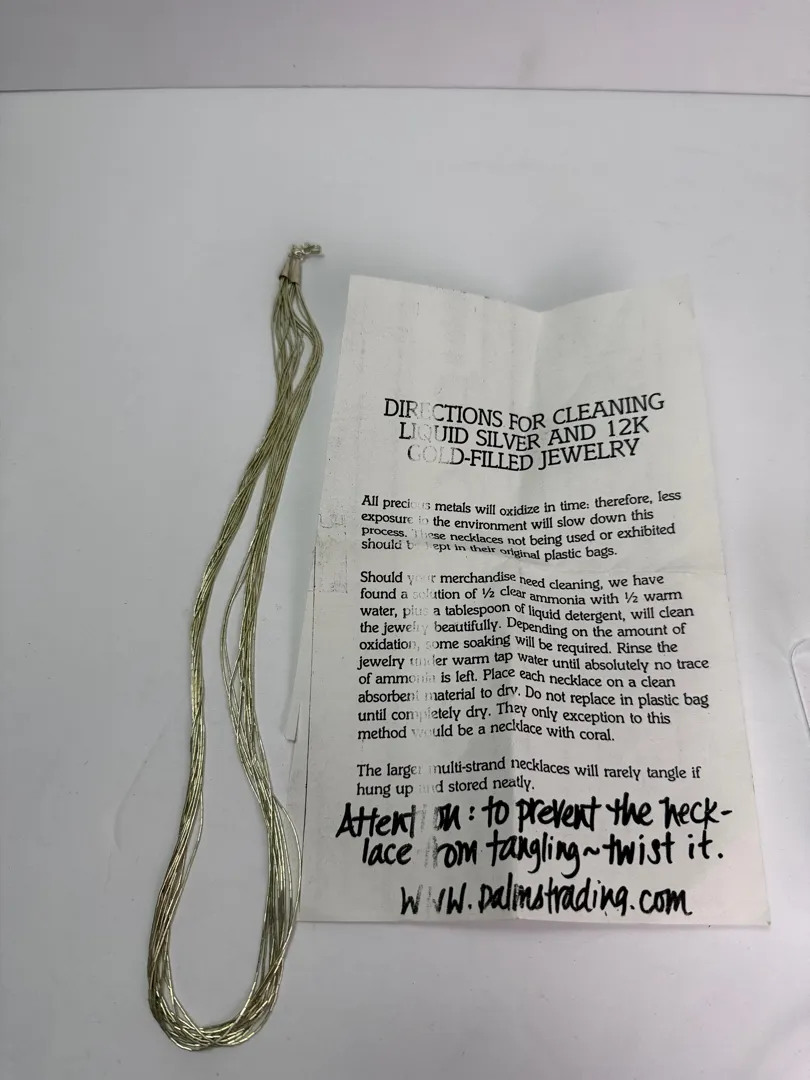 DIRECTIONS FOR CLEANING
LIQUID SILVER AND 12K
GOLD-FILLED JEWELRY
All precious metals will oxidize in time: therefore, less
exposure to the environment will slow down this
process. These necklaces not being used or exhibited
should be kept in their original plastic bags.
Should your merchandise need cleaning, we have
found a solution of ½ clear ammonia with ½ warm
water, plus a tablespoon of liquid detergent, will clean
the jewelry beautifully. Depending on the amount of
oxidation, some soaking will be required. Rinse the
jewelry under warm tap water until absolutely no trace
of ammonia is left. Place each necklace on a clean
absorbent material to dry. Do not replace in plastic bag
until completely dry. They only exception to this
method would be a necklace with coral.
The larger multi-strand necklaces will rarely tangle if
hung up and stored neatly.
Attention: to prevent the neck-
lace from tangling~twist it.
WWW.Palmstrading.com